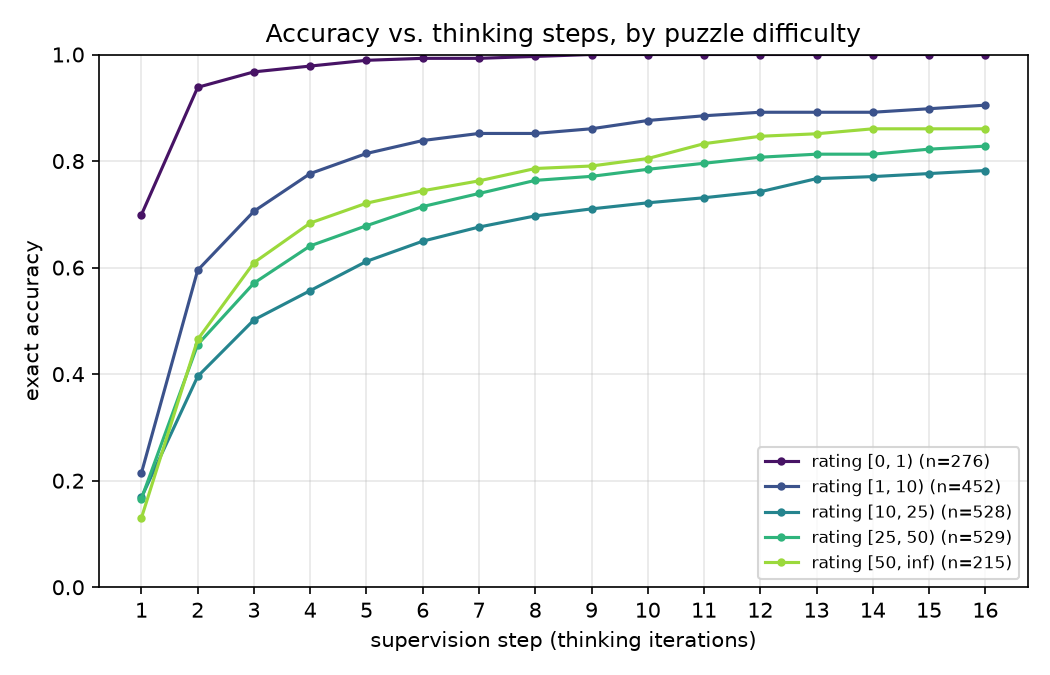 Accuracy vs. thinking steps, by puzzle difficulty
1.0
0.8
0.6
0.4
0.2
0.0
exact accuracy
rating [0, 1) (n=276)
rating [1, 10) (n=452)
rating [10, 25) (n=528)
rating [25, 50) (n=529)
rating [50, inf) (n=215)
1 2 3 4 5 6 7 8 9 10 11 12 13 14 15 16
supervision step (thinking iterations)